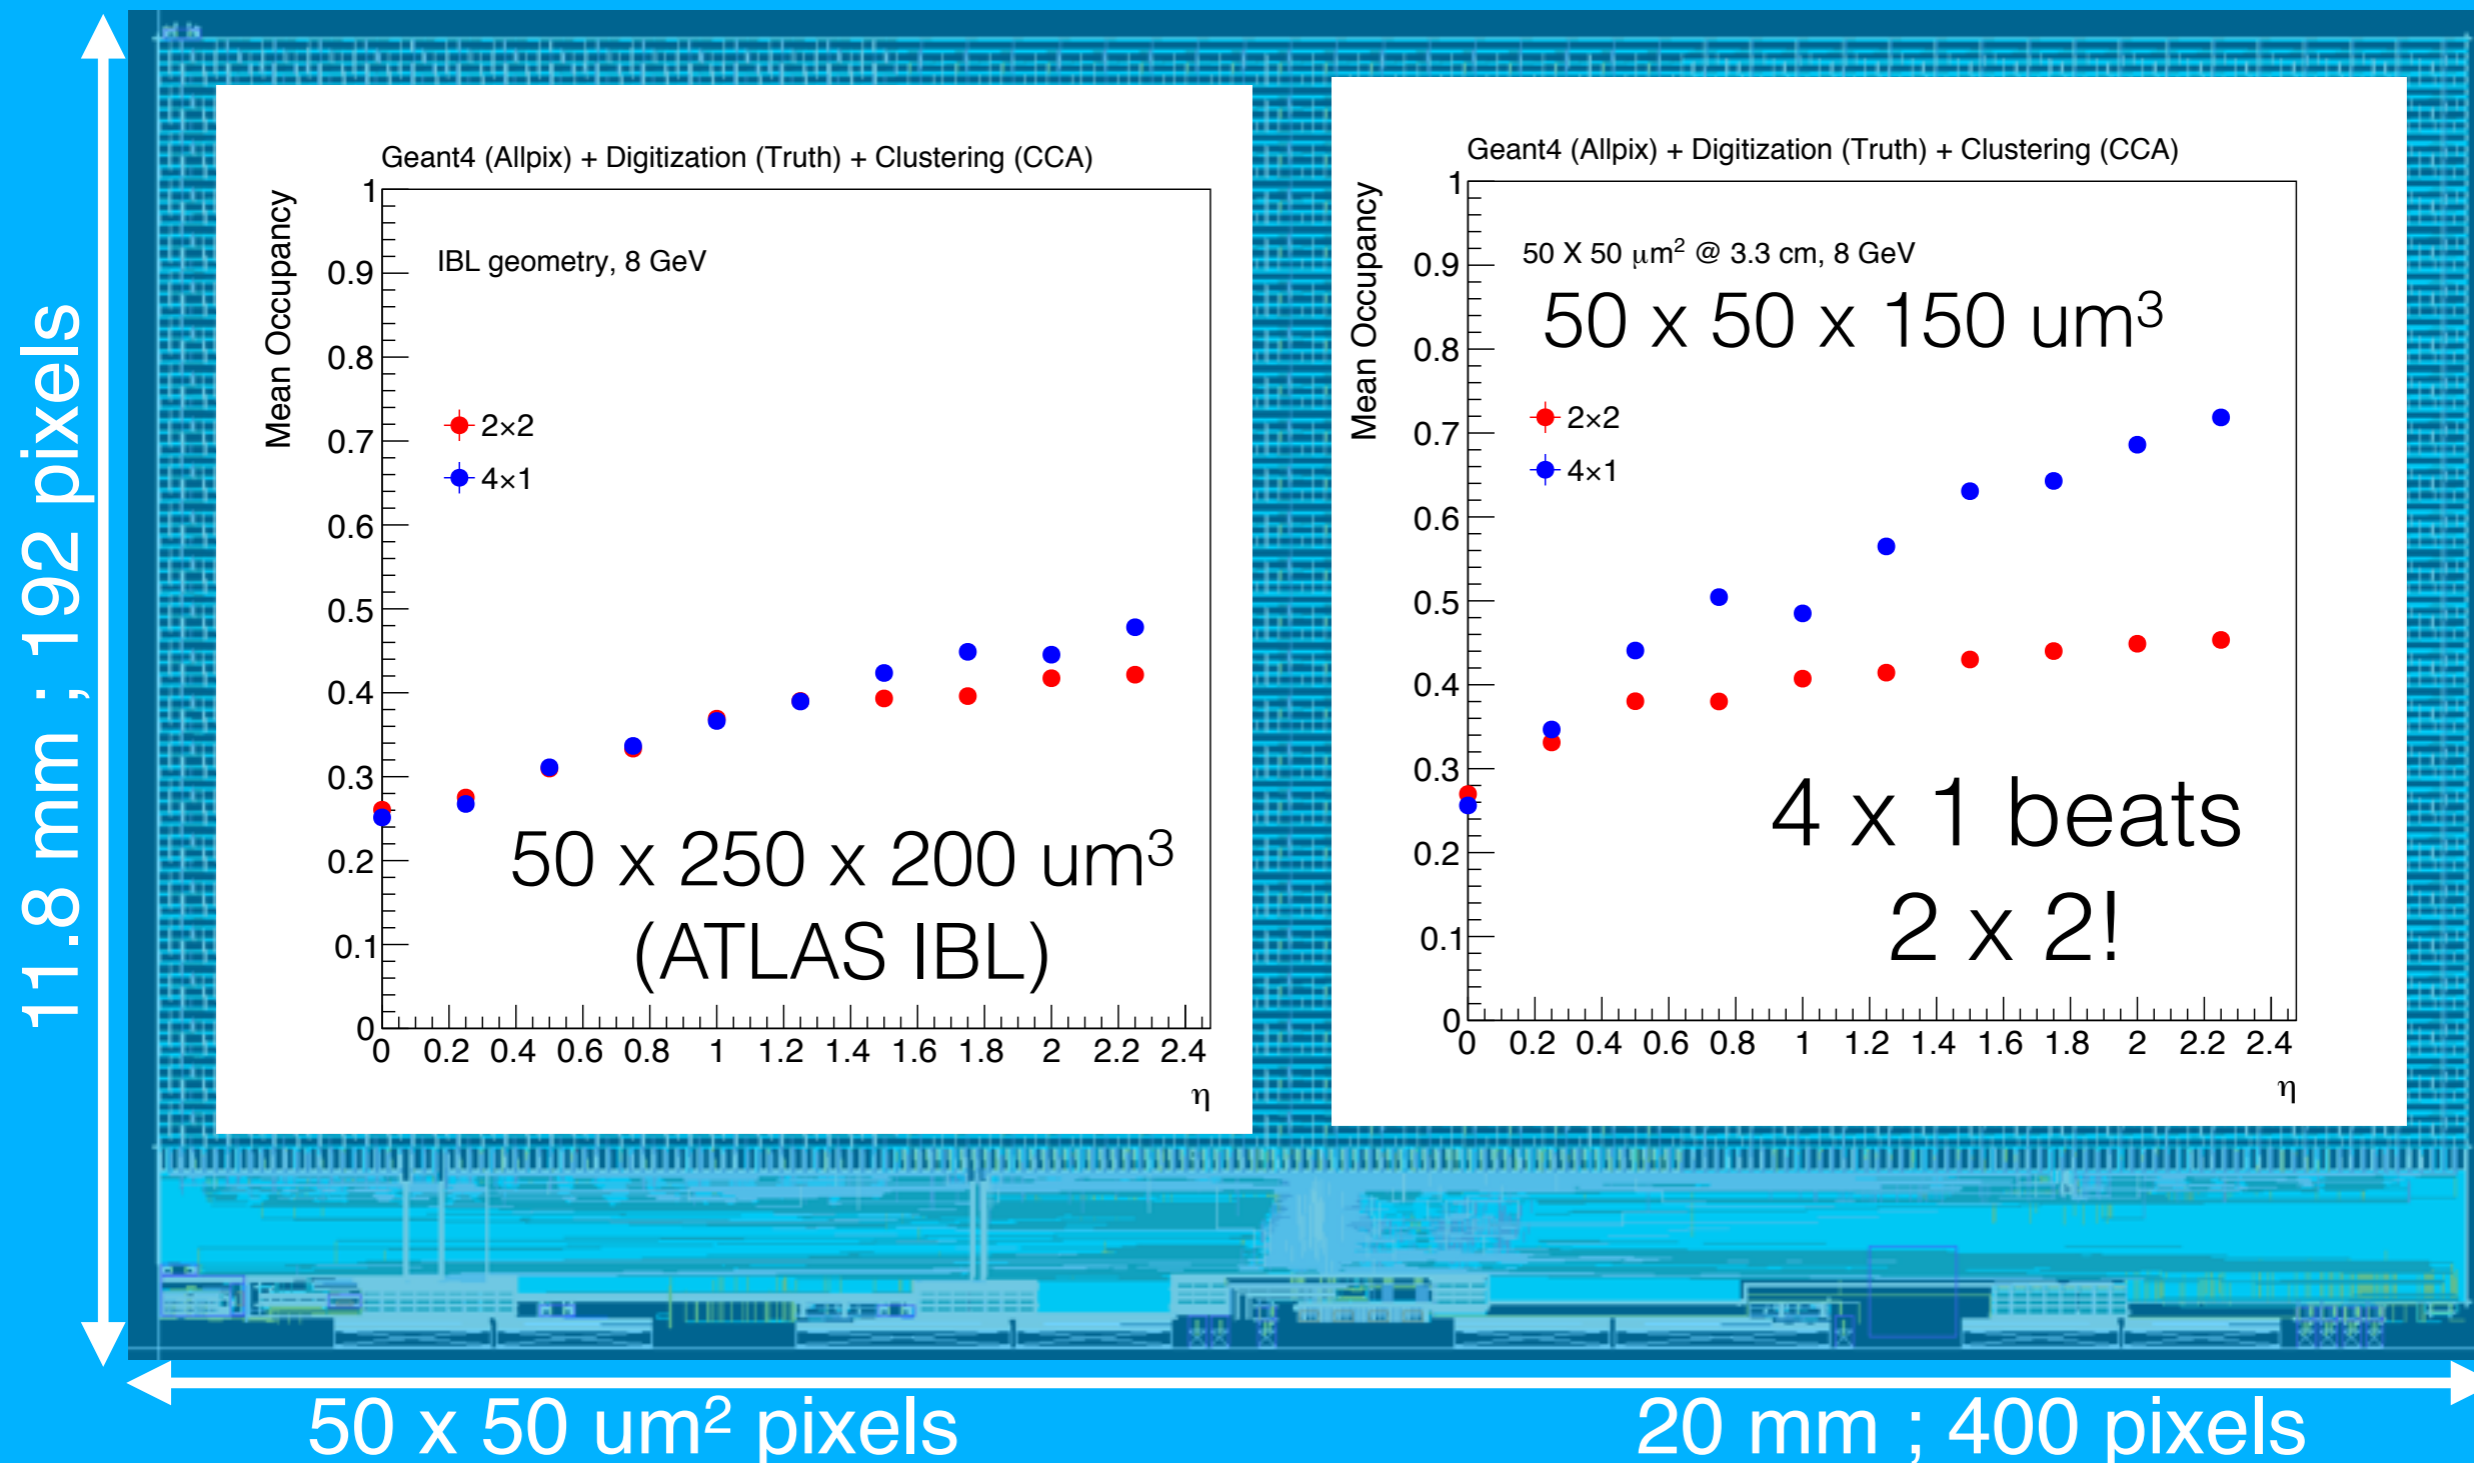 11.8 mm ; 192 pixels
Geant4 (Allpix) + Digitization (Truth) + Clustering (CCA)
Mean Occupancy
1
0.9
0.8
0.7
0.6
0.5
0.4
0.3
0.2
0.1
0
IBL geometry, 8 GeV
2×2
4×1
50 x 250 x 200 um³
(ATLAS IBL)
0 0.2 0.4 0.6 0.8 1 1.2 1.4 1.6 1.8 2 2.2 2.4
η
Geant4 (Allpix) + Digitization (Truth) + Clustering (CCA)
Mean Occupancy
1
0.9
0.8
0.7
0.6
0.5
0.4
0.3
0.2
0.1
0
50 X 50 μm² @ 3.3 cm, 8 GeV
50 x 50 x 150 um³
2×2
4×1
4 x 1 beats
2 x 2!
0 0.2 0.4 0.6 0.8 1 1.2 1.4 1.6 1.8 2 2.2 2.4
η
50 x 50 um² pixels
20 mm ; 400 pixels